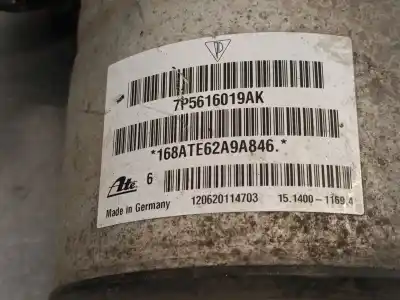 7P5616019AK
*168ATE62A9A846.*
Ate 6
Made in Germany 120620114703 15.1400-1169.4